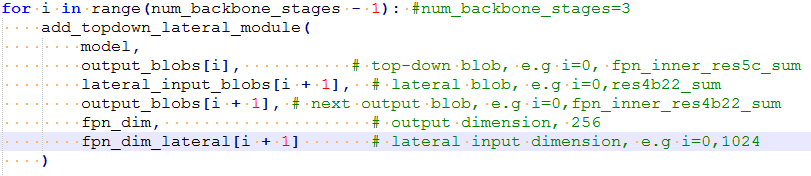 for i in range(num_backbone_stages - 1): #num_backbone_stages=3
    add_topdown_lateral_module(
        model,
        output_blobs[i],             # top-down blob, e.g i=0, fpn_inner_res5c_sum
        lateral_input_blobs[i + 1],  # lateral blob, e.g i=0,res4b22_sum
        output_blobs[i + 1], # next output blob, e.g i=0,fpn_inner_res4b22_sum
        fpn_dim,                     # output dimension, 256
        fpn_dim_lateral[i + 1]       # lateral input dimension, e.g i=0,1024
    )